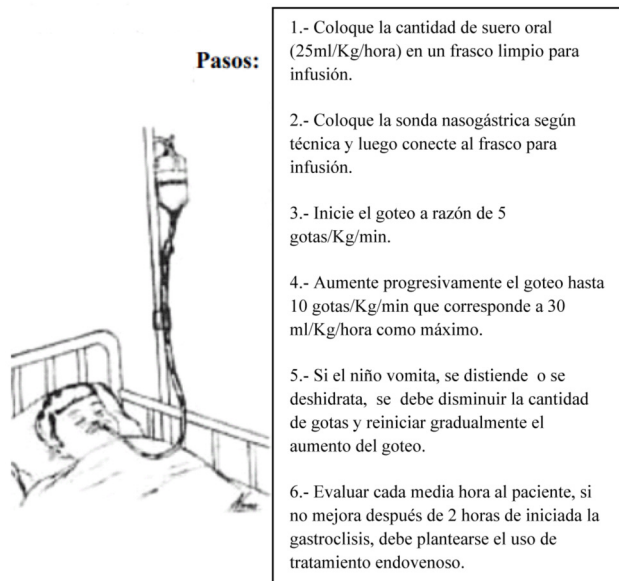 Pasos:
1.- Coloque la cantidad de suero oral
(25ml/Kg/hora) en un frasco limpio para
infusión.
2.- Coloque la sonda nasogástrica según
técnica y luego conecte al frasco para
infusión.
3.- Inicie el goteo a razón de 5
gotas/Kg/min.
4.- Aumente progresivamente el goteo hasta
10 gotas/Kg/min que corresponde a 30
ml/Kg/hora como máximo.
5.- Si el niño vomita, se distiende o se
deshidrata, se debe disminuir la cantidad
de gotas y reiniciar gradualmente el
aumento del goteo.
6.- Evaluar cada media hora al paciente, si
no mejora después de 2 horas de iniciada la
gastroclisis, debe plantearse el uso de
tratamiento endovenoso.